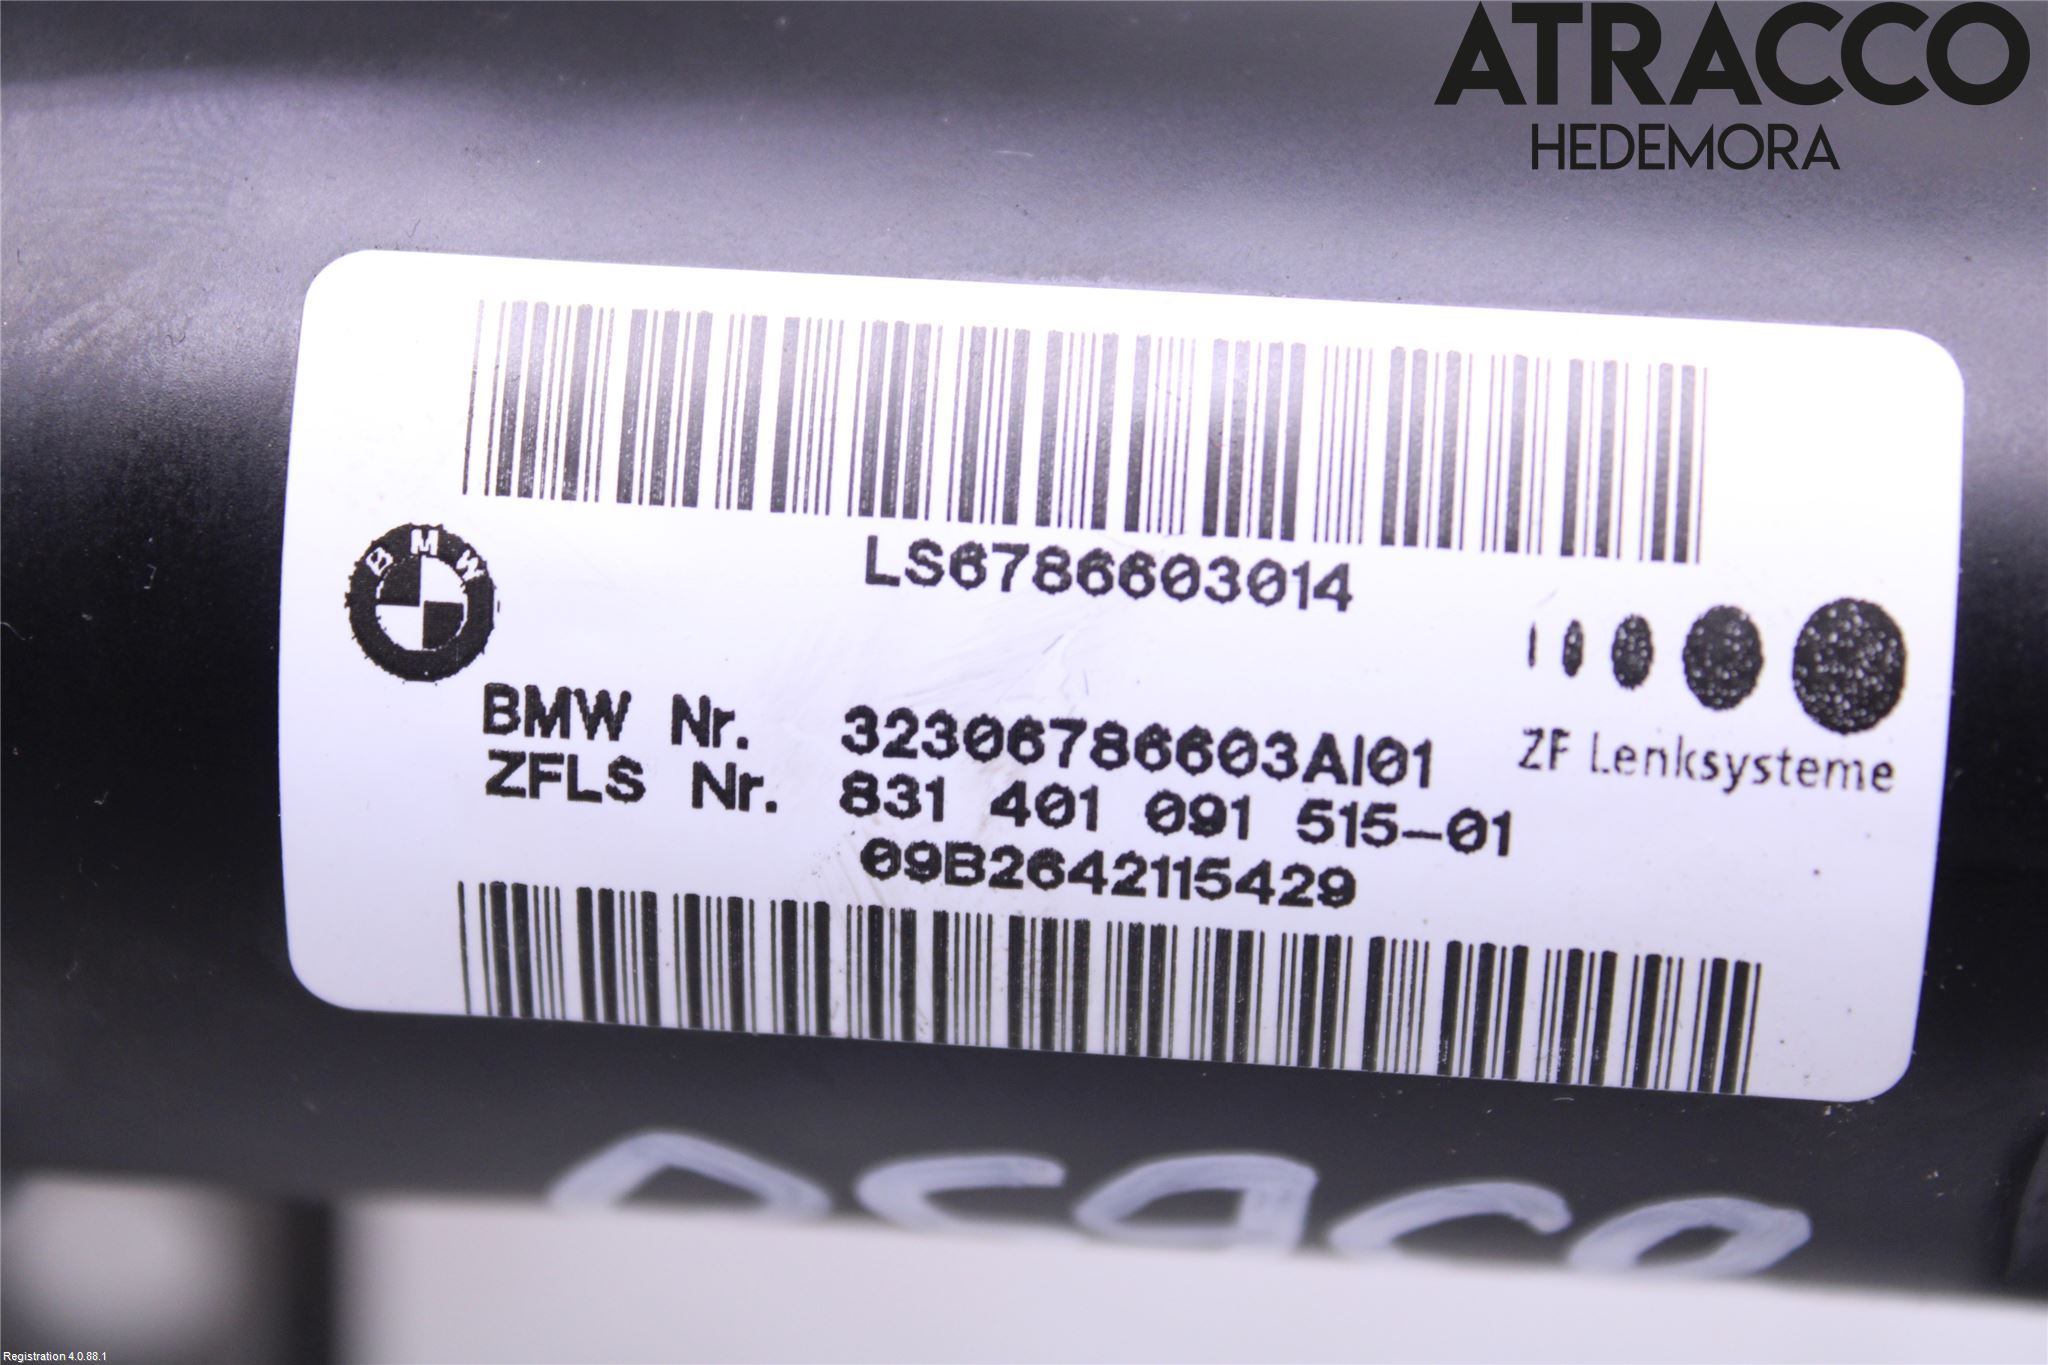 ATRACCO
HEDEMORA
LS6786603014
BMW
BMW Nr. 32306786603AI01
ZF Lenksysteme
ZFLS Nr. 831 401 091 515-01
09B2642115429
Registration 4.0.88.1